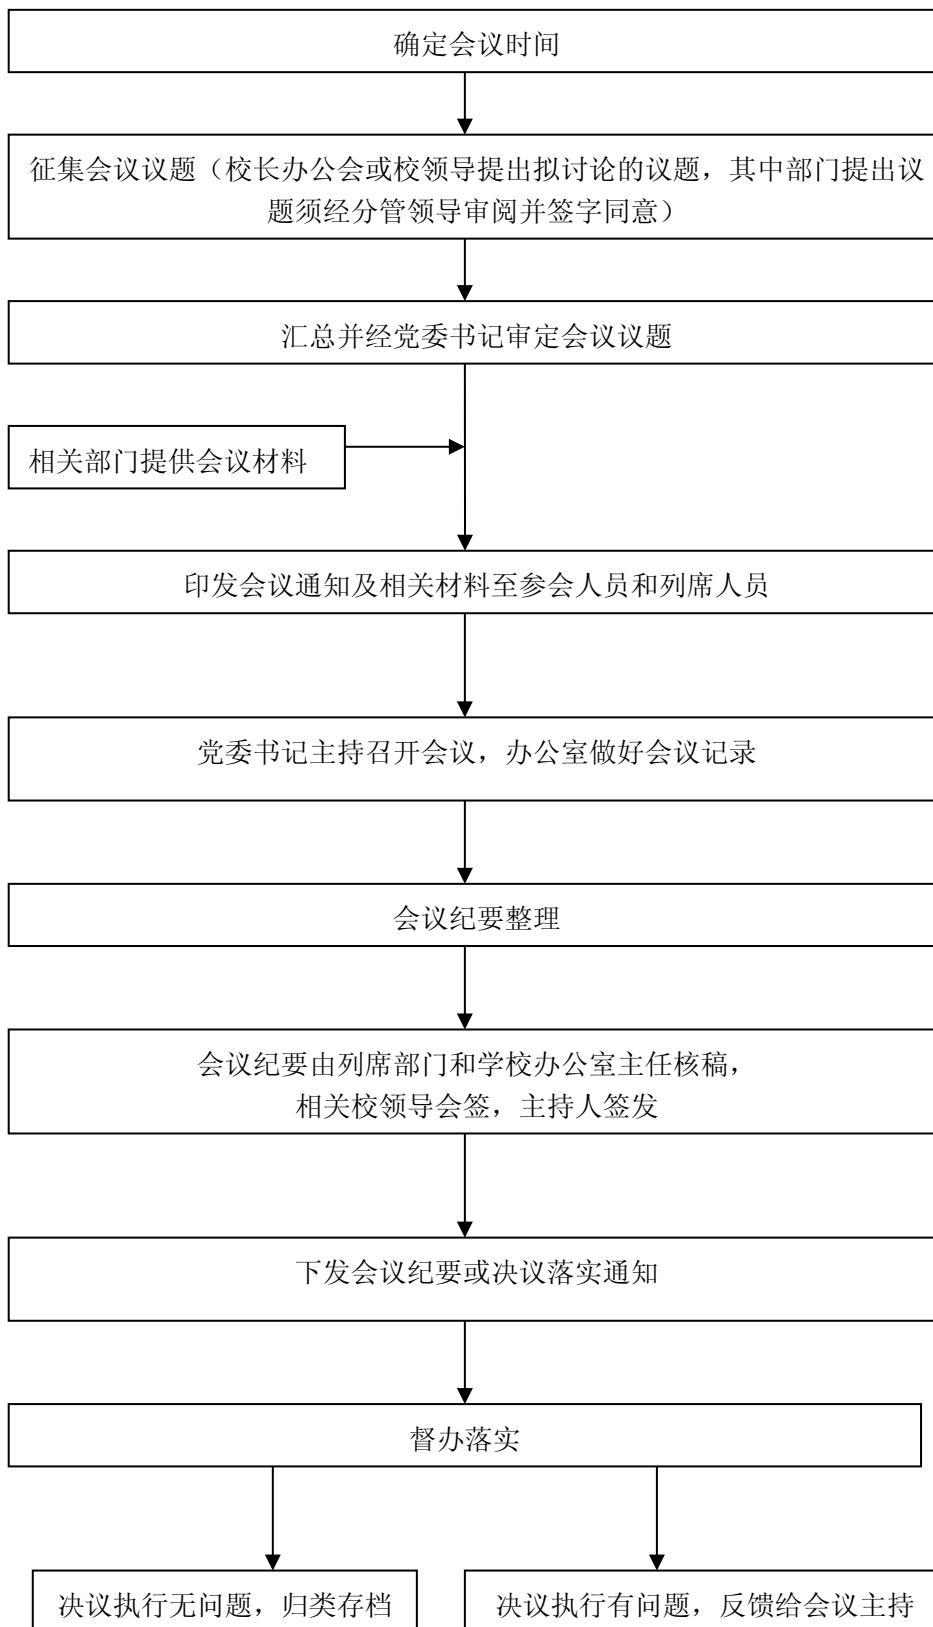 确定会议时间
征集会议议题（校长办公会或校领导提出拟讨论的议题，其中部门提出议
题须经分管领导审阅并签字同意）
汇总并经党委书记审定会议议题
相关部门提供会议材料
印发会议通知及相关材料至参会人员和列席人员
党委书记主持召开会议，办公室做好会议记录
会议纪要整理
会议纪要由列席部门和学校办公室主任核稿，
相关校领导会签，主持人签发
下发会议纪要或决议落实通知
督办落实
决议执行无问题，归类存档
决议执行有问题，反馈给会议主持